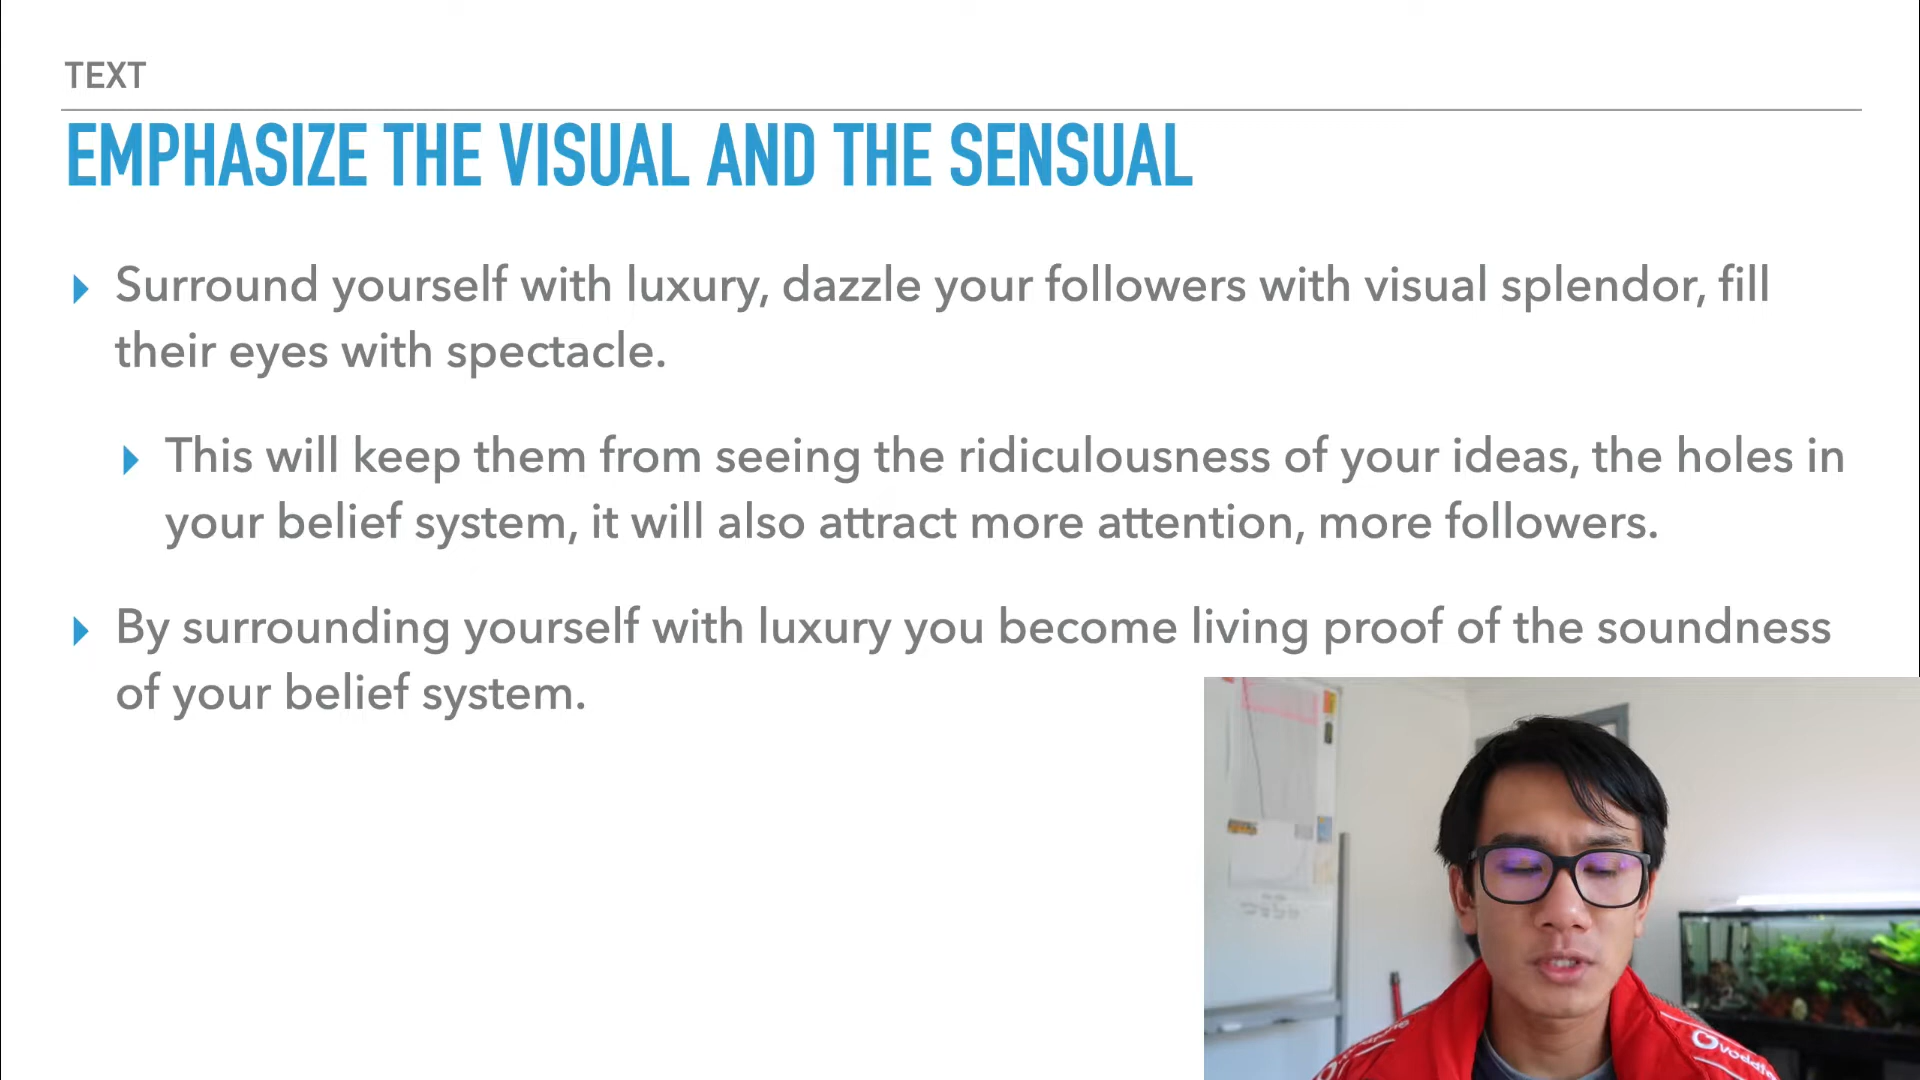 TEXT
EMPHASIZE THE VISUAL AND THE SENSUAL
Surround yourself with luxury, dazzle your followers with visual splendor, fill
their eyes with spectacle.
This will keep them from seeing the ridiculousness of your ideas, the holes in
your belief system, it will also attract more attention, more followers.
By surrounding yourself with luxury you become living proof of the soundness
of your belief system.